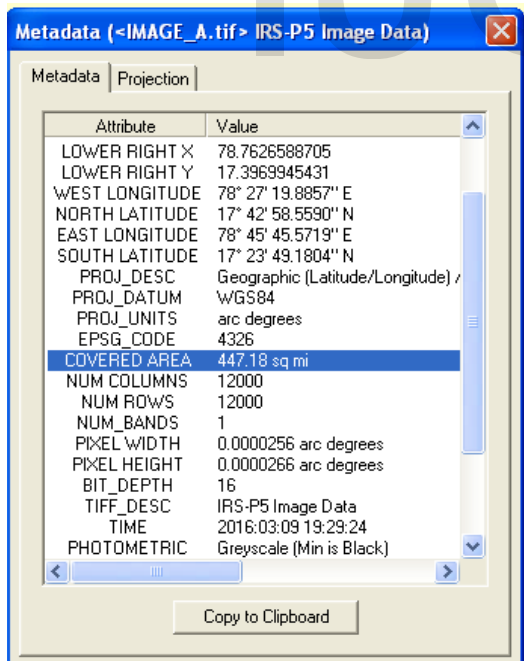 Metadata (<IMAGE_A.tif> IRS-P5 Image Data)
Metadata Projection
Attribute Value
LOWER RIGHT X 78.7626588705
LOWER RIGHT Y 17.3969945431
WEST LONGITUDE 78° 27' 19.8857" E
NORTH LATITUDE 17° 42' 58.5590" N
EAST LONGITUDE 78° 45' 45.5719" E
SOUTH LATITUDE 17° 23' 49.1804" N
PROJ_DESC Geographic (Latitude/Longitude) /
PROJ_DATUM WGS84
PROJ_UNITS arc degrees
EPSG_CODE 4326
COVERED AREA 447.18 sq mi
NUM COLUMNS 12000
NUM ROWS 12000
NUM_BANDS 1
PIXEL WIDTH 0.0000256 arc degrees
PIXEL HEIGHT 0.0000266 arc degrees
BIT_DEPTH 16
TIFF_DESC IRS-P5 Image Data
TIME 2016:03:09 19:29:24
PHOTOMETRIC Greyscale (Min is Black)
Copy to Clipboard